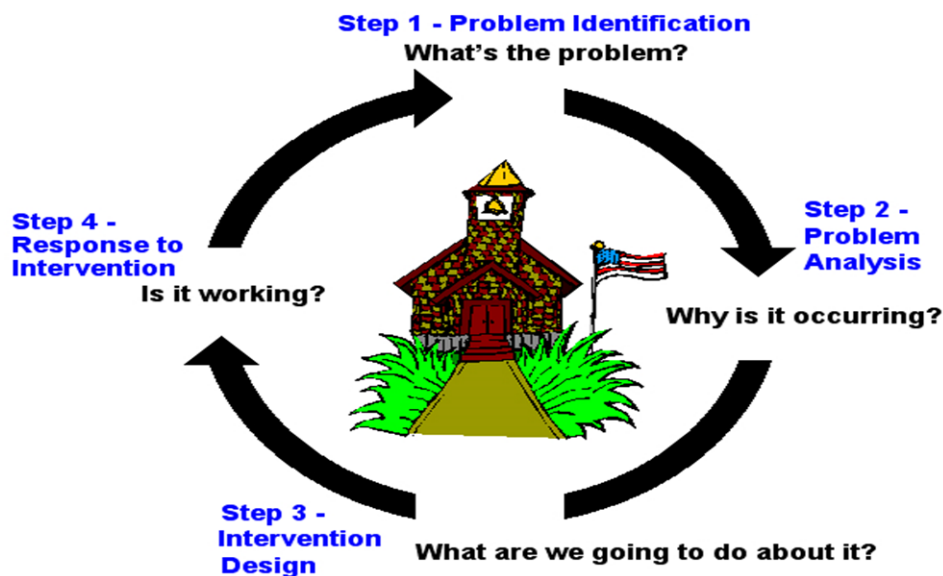 Step 1 - Problem Identification
What's the problem?
Step 2 -
Problem
Analysis
Why is it occurring?
Step 3 -
Intervention
Design
What are we going to do about it?
Step 4 -
Response to
Intervention
Is it working?